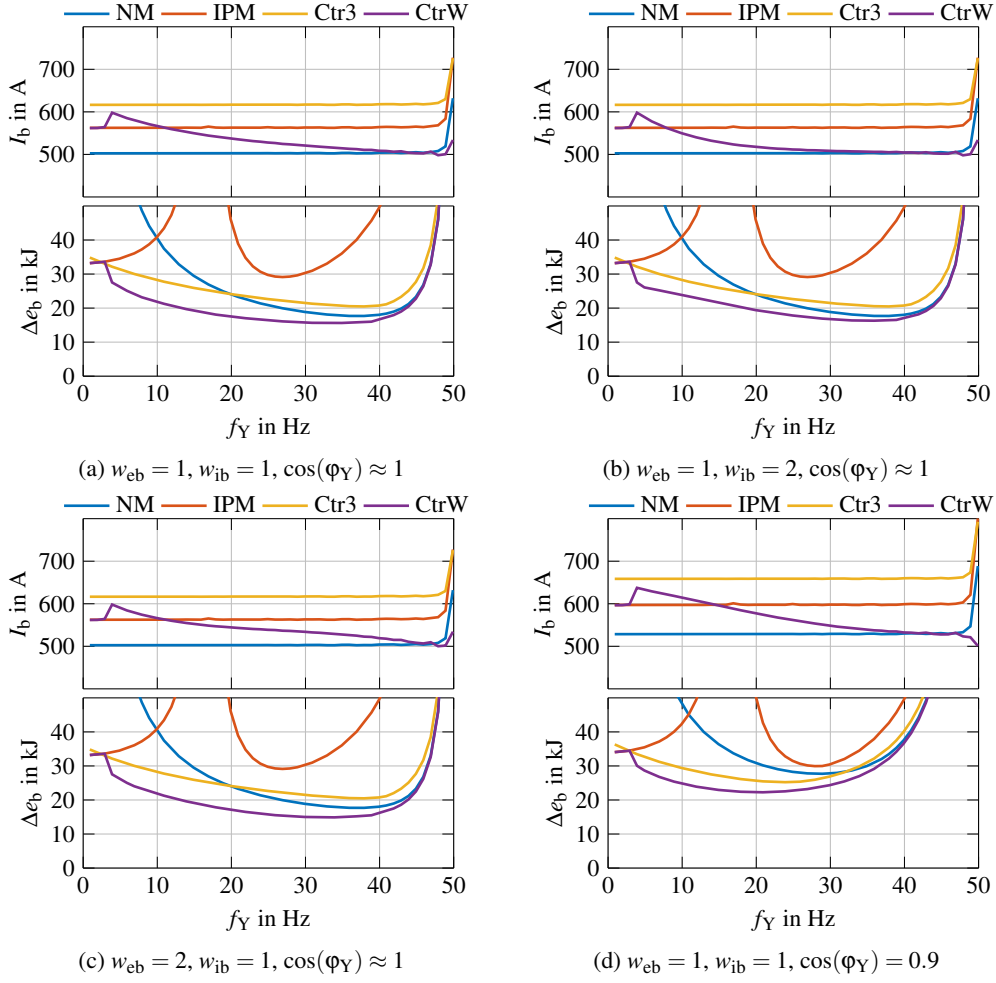 NM IPM Ctr3 CtrW
700
600
500
I_b in A
40
30
20
10
0
Δe_b in kJ
0 10 20 30 40 50
f_Y in Hz
(a) w_eb = 1, w_ib = 1, cos(φ_Y) ≈ 1
NM IPM Ctr3 CtrW
700
600
500
I_b in A
40
30
20
10
0
Δe_b in kJ
0 10 20 30 40 50
f_Y in Hz
(b) w_eb = 1, w_ib = 2, cos(φ_Y) ≈ 1
NM IPM Ctr3 CtrW
700
600
500
I_b in A
40
30
20
10
0
Δe_b in kJ
0 10 20 30 40 50
f_Y in Hz
(c) w_eb = 2, w_ib = 1, cos(φ_Y) ≈ 1
NM IPM Ctr3 CtrW
700
600
500
I_b in A
40
30
20
10
0
Δe_b in kJ
0 10 20 30 40 50
f_Y in Hz
(d) w_eb = 1, w_ib = 1, cos(φ_Y) = 0.9